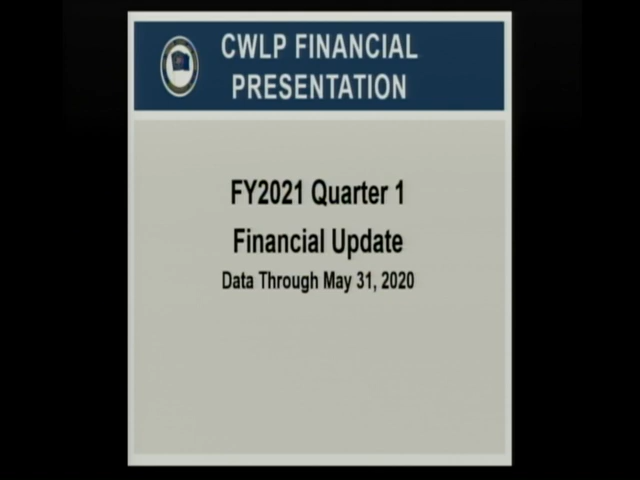 CWLP FINANCIAL
PRESENTATION
FY2021 Quarter 1
Financial Update
Data Through May 31, 2020